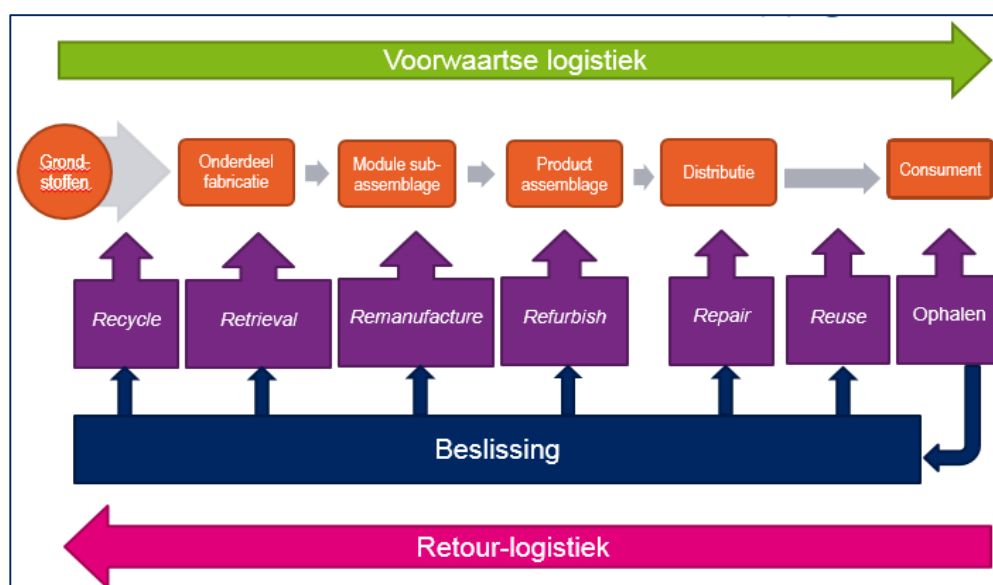 Voorwaartse logistiek
Grond-
stoffen
Onderdeel
fabricatie
Module sub-
assemblage
Product
assemblage
Distributie
Consument
Recycle
Retrieval
Remanufacture
Refurbish
Repair
Reuse
Ophalen
Beslissing
Retour-logistiek